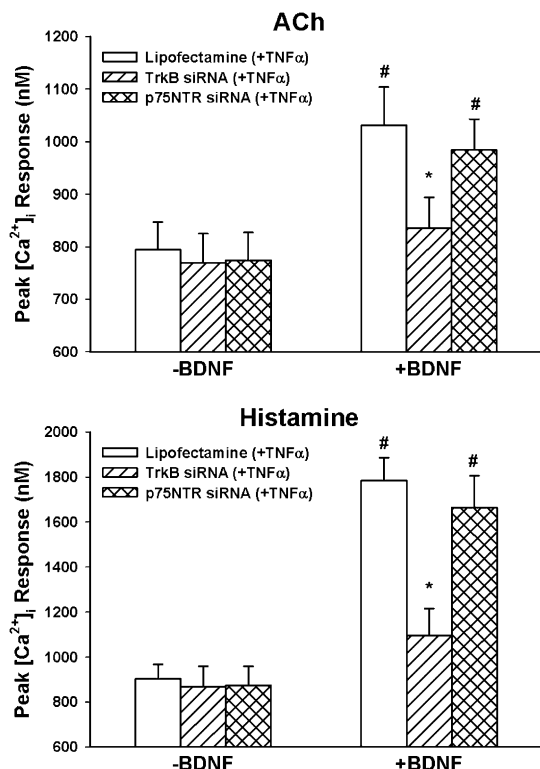 ACh
Peak [Ca2+]i Response (nM)
1200
1100
1000
900
800
700
600
Lipofectamine (+TNFα)
TrkB siRNA (+TNFα)
p75NTR siRNA (+TNFα)
#
*
#
-BDNF
+BDNF
Histamine
Peak [Ca2+]i Response (nM)
2000
1800
1600
1400
1200
1000
800
600
Lipofectamine (+TNFα)
TrkB siRNA (+TNFα)
p75NTR siRNA (+TNFα)
#
*
#
-BDNF
+BDNF